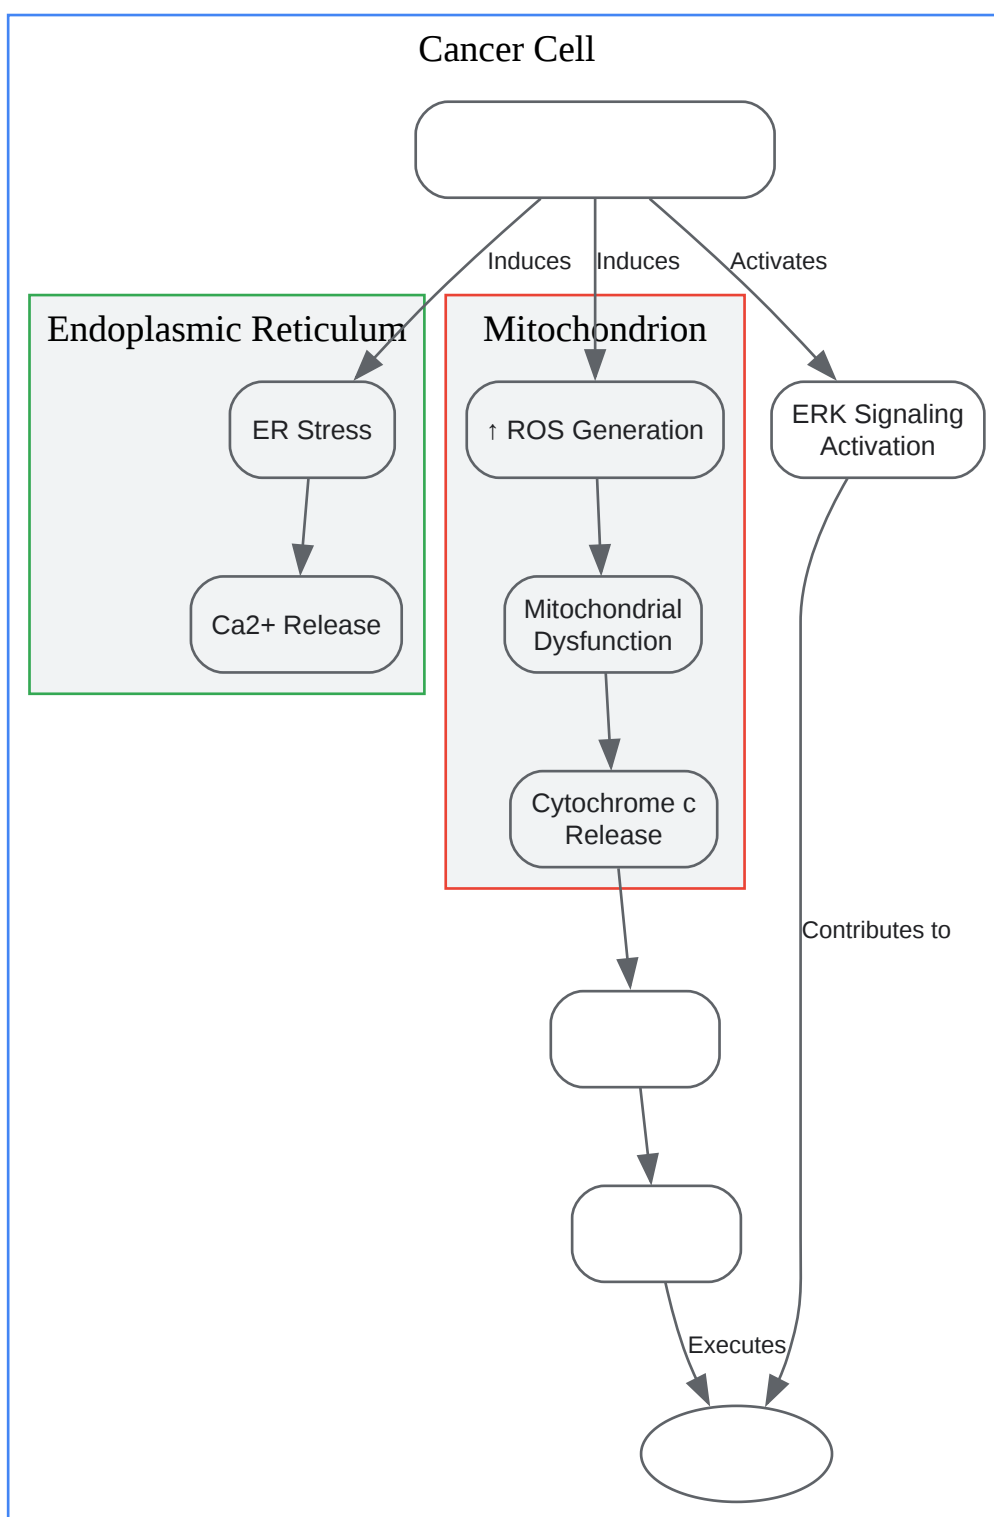 Cancer Cell
Induces
Induces
Activates
Endoplasmic Reticulum
Mitochondrion
ER Stress
↑ ROS Generation
ERK Signaling
Activation
Ca2+ Release
Mitochondrial
Dysfunction
Cytochrome c
Release
Contributes to
Executes